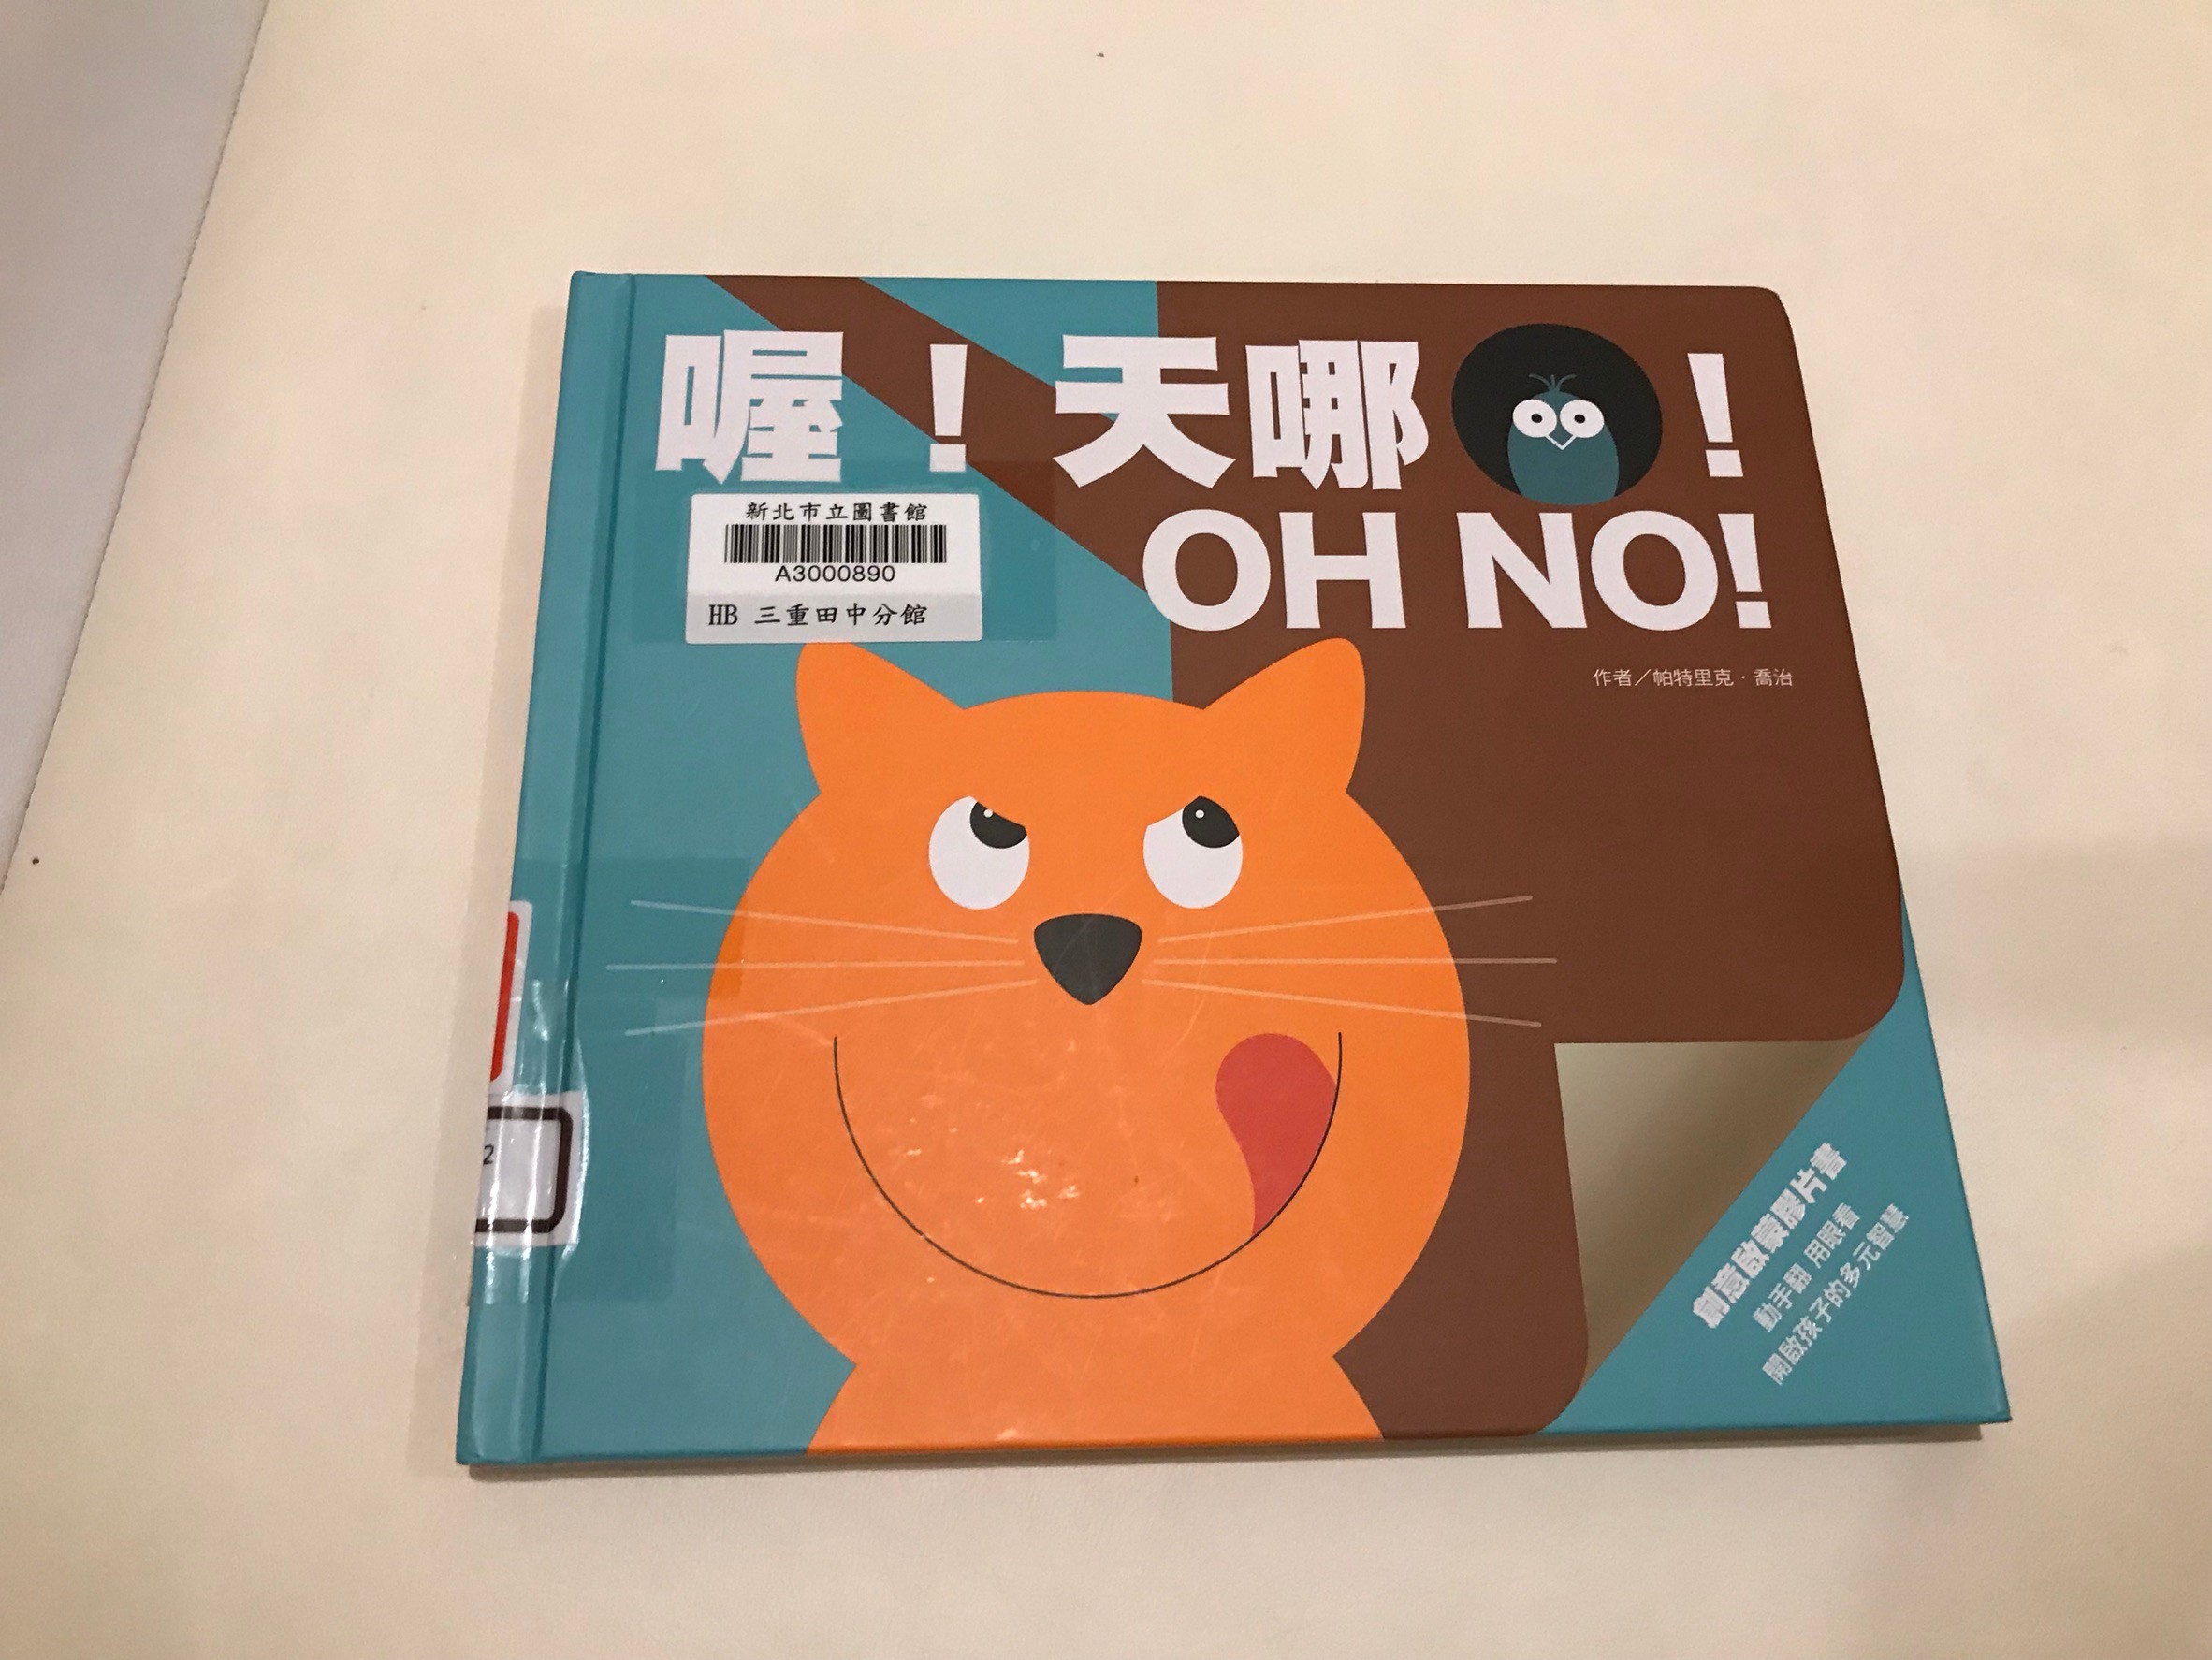 喔！天哪！
OH NO!
新北市立圖書館
A3000890
HB 三重田中分館
作者／帕特里克·喬治
創意啟蒙膠片書
動手翻 用眼看
開啟孩子的多元智慧
2